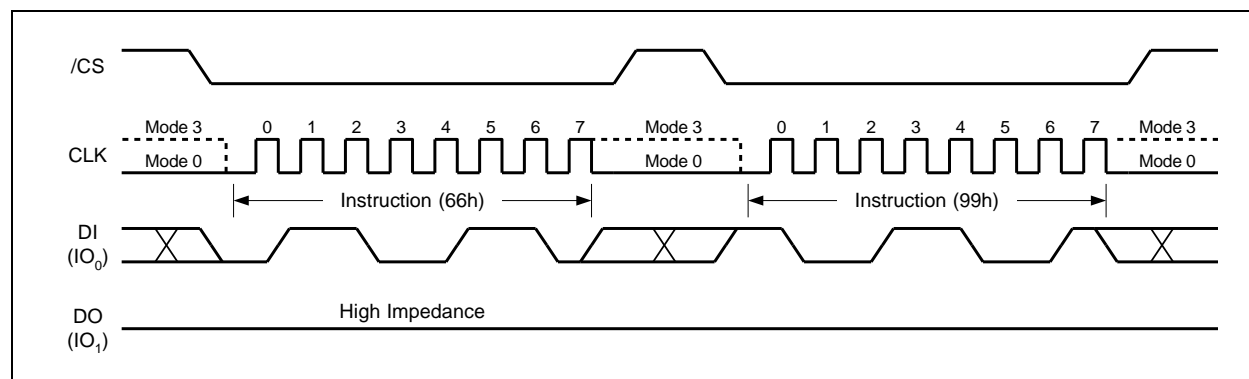 /CS
Mode 3 0 1 2 3 4 5 6 7 Mode 3 0 1 2 3 4 5 6 7 Mode 3
CLK
Mode 0 Mode 0 Mode 0
Instruction (66h) Instruction (99h)
DI
(IO0)
High Impedance
DO
(IO1)